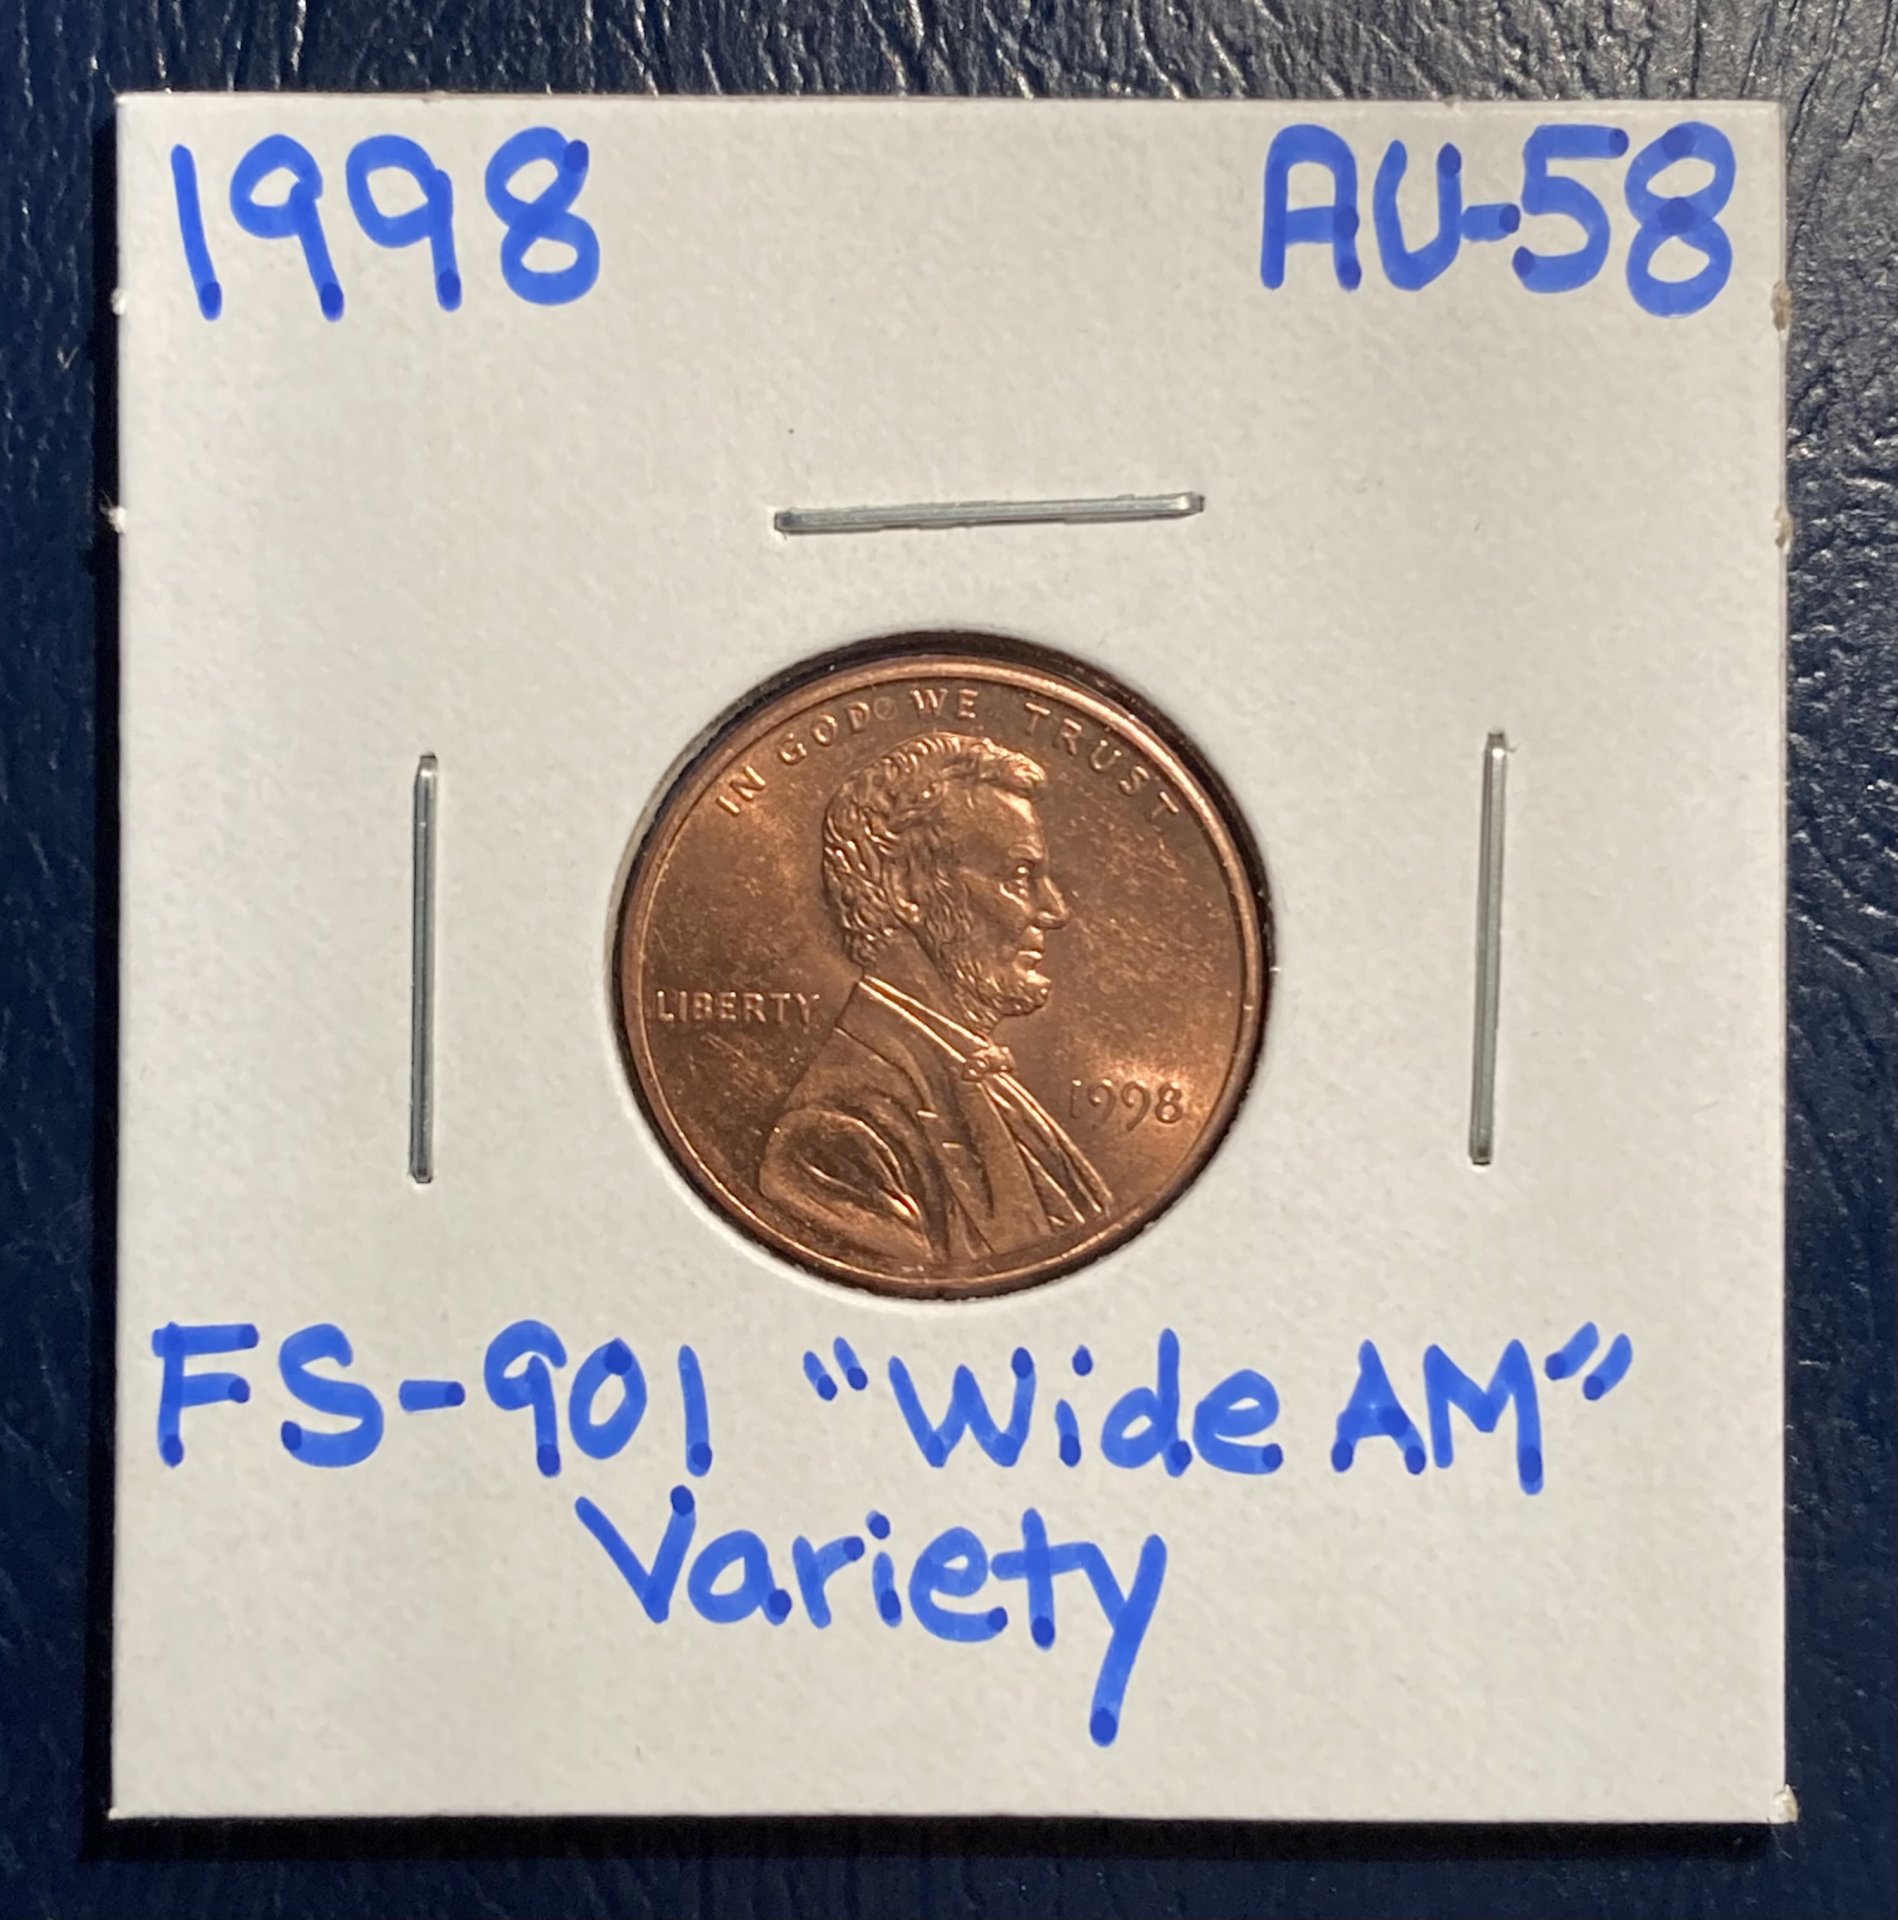 1998 AU-58
IN GOD WE TRUST
LIBERTY
1998
FS-901 "Wide AM"
Variety